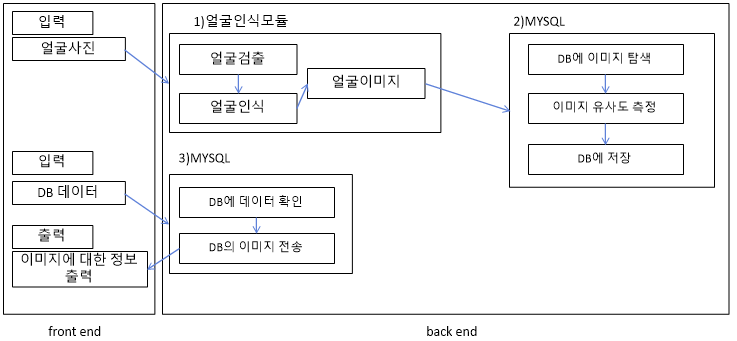 입력
얼굴사진
입력
DB 데이터
출력
이미지에 대한 정보
출력
front end
1)얼굴인식모듈
얼굴검출
얼굴인식
얼굴이미지
2)MYSQL
DB에 이미지 탐색
이미지 유사도 측정
DB에 저장
3)MYSQL
DB에 데이터 확인
DB의 이미지 전송
back end